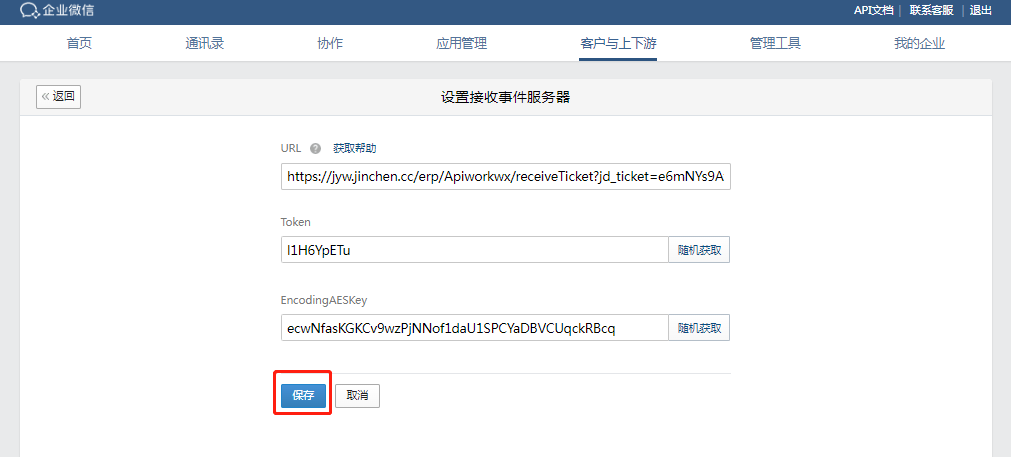 企业微信
API文档 | 联系客服 | 退出
首页 通讯录 协作 应用管理 客户与上下游 管理工具 我的企业
« 返回
设置接收事件服务器
URL ? 获取帮助
https://jyw.jinchen.cc/erp/Apiworkwx/receiveTicket?jd_ticket=e6mNYs9A
Token
l1H6YpETu 随机获取
EncodingAESKey
ecwNfasKGKCv9wzPjNNof1daU1SPCYaDBVCUqckRBcq 随机获取
保存 取消